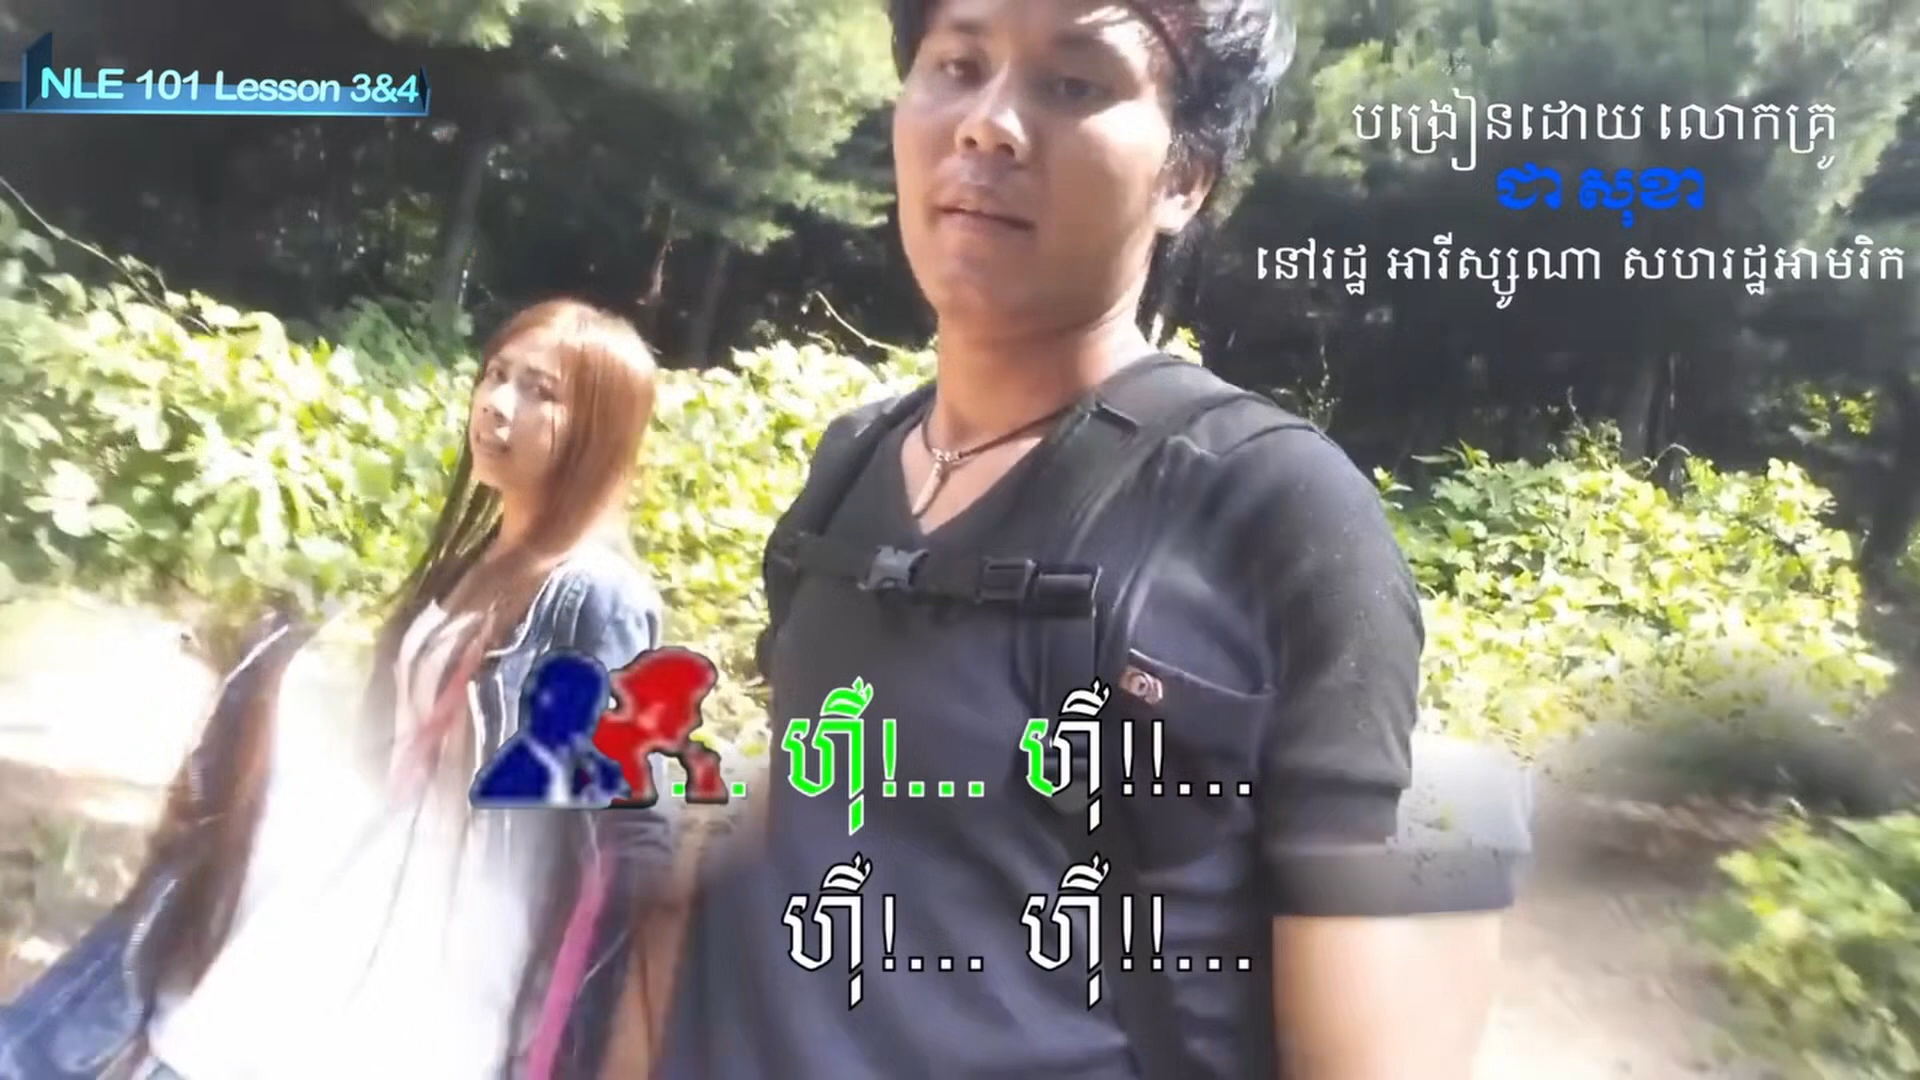 NLE 101 Lesson 3&4
បង្រៀនដោយ លោកគ្រូ
ជា សុខា
នៅរដ្ឋ អារីស្សូណា សហរដ្ឋអាមរិក
.. ហ៊ឺ!... ហ៊ឺ!!...
ហ៊ឺ!... ហ៊ឺ!!...